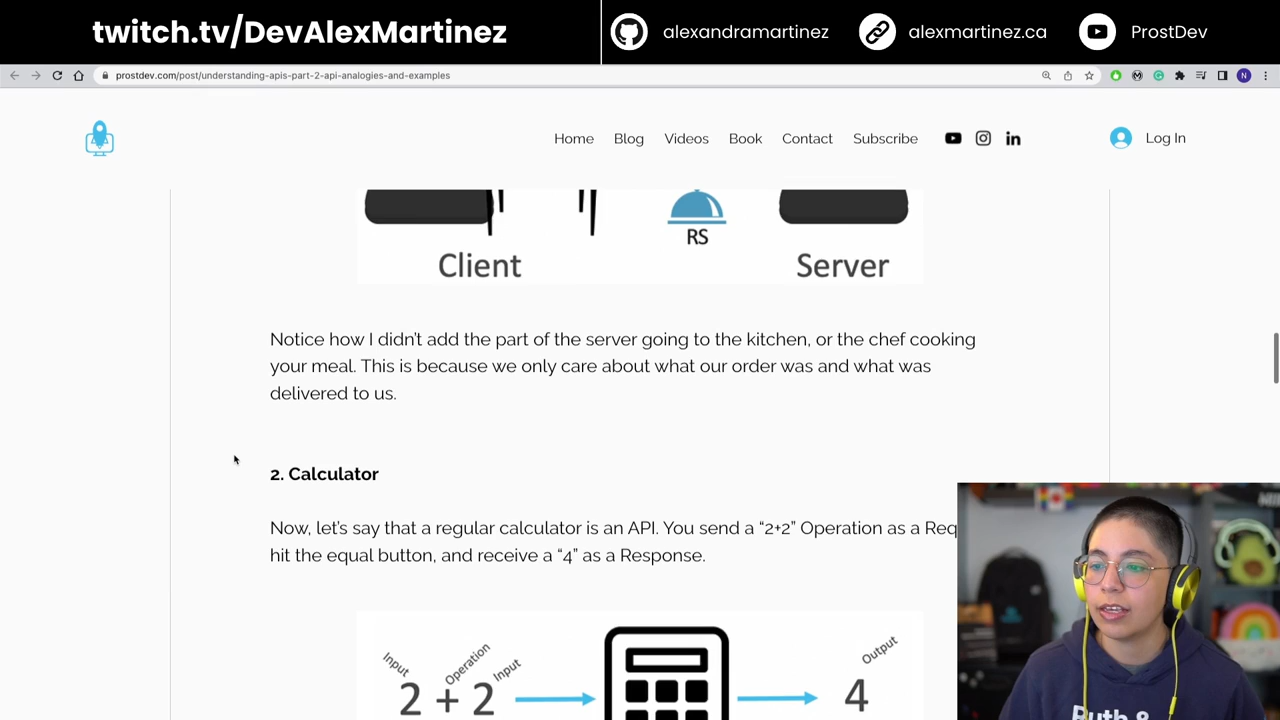 twitch.tv/DevAlexMartinez
alexandramartinez
alexmartinez.ca
ProstDev
prostdev.com/post/understanding-apis-part-2-api-analogies-and-examples
N
Home Blog Videos Book Contact Subscribe
Log In
RS
Client
Server
Notice how I didn't add the part of the server going to the kitchen, or the chef cooking
your meal. This is because we only care about what our order was and what was
delivered to us.
2. Calculator
Now, let's say that a regular calculator is an API. You send a “2+2” Operation as a Req
hit the equal button, and receive a “4” as a Response.
Input
Operation
Input
Output
2 + 2
4
Ruth &